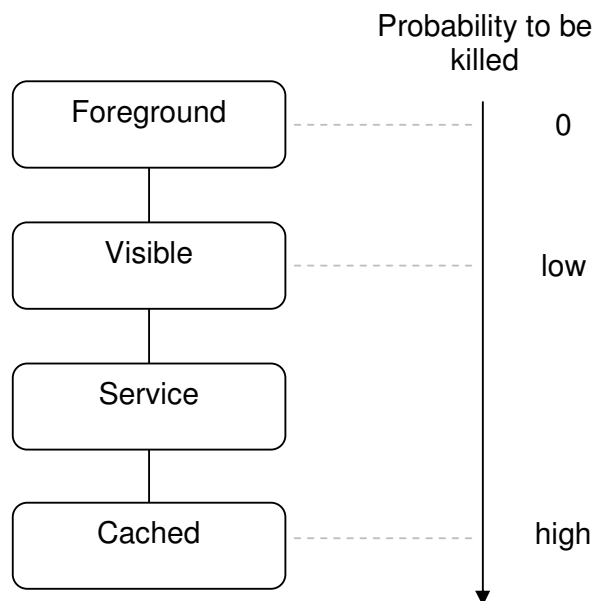 Probability to be
killed
Foreground
0
Visible
low
Service
Cached
high